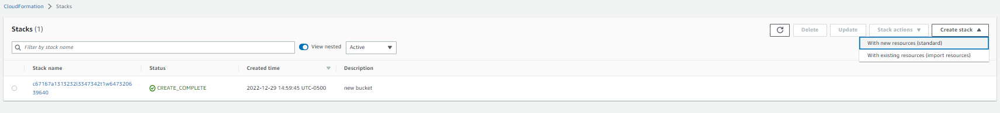 CloudFormation > Stacks
Stacks (1)
Delete
Update
Stack actions
Create stack
With new resources (standard)
With existing resources (import resources)
Filter by stack name
View nested
Active
Stack name
Status
Created time
Description
c67167a1313232l3347342t1w6473206
39640
CREATE_COMPLETE
2022-12-29 14:59:45 UTC-0500
new bucket